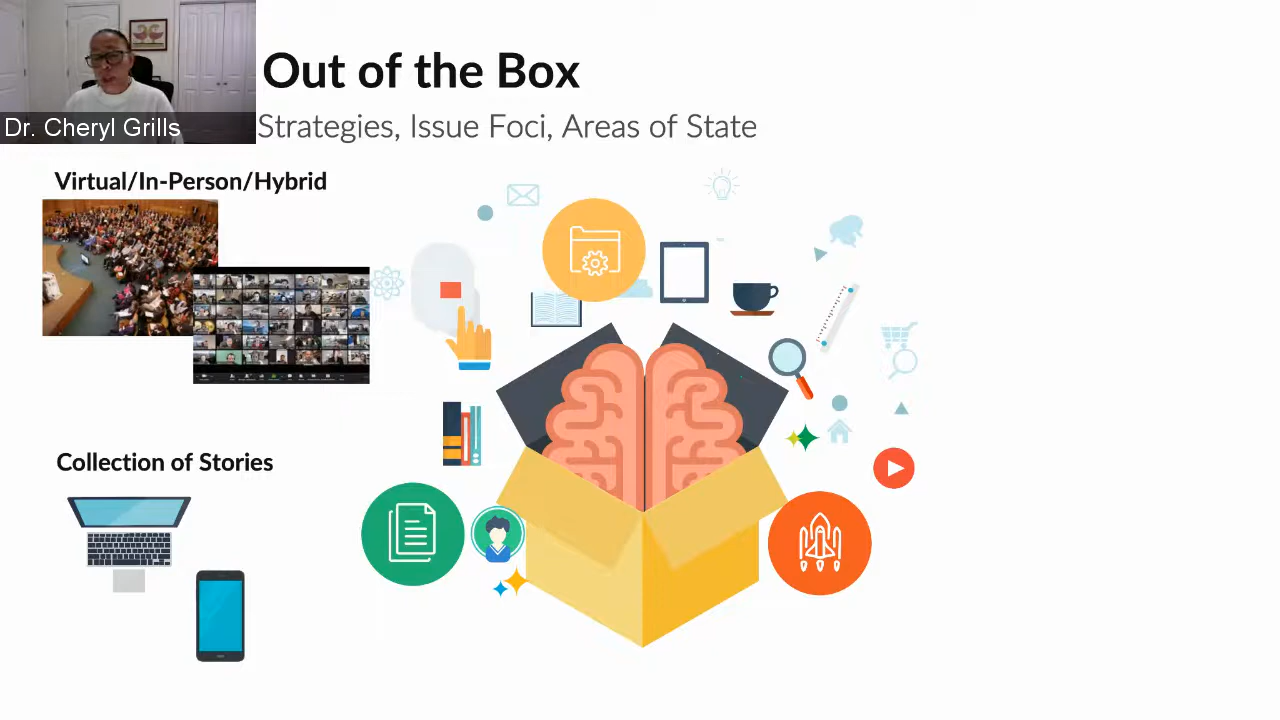 Out of the Box
Dr. Cheryl Grills
Strategies, Issue Foci, Areas of State
Virtual/In-Person/Hybrid
Collection of Stories